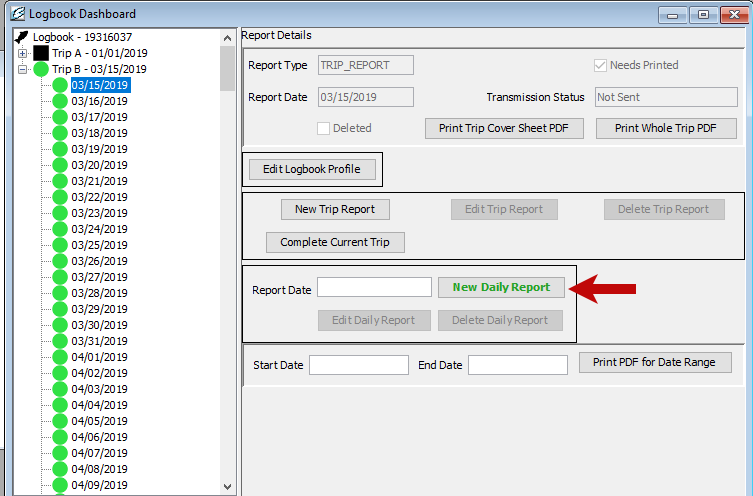 Logbook Dashboard
Logbook - 19316037
Trip A - 01/01/2019
Trip B - 03/15/2019
03/15/2019
03/16/2019
03/17/2019
03/18/2019
03/19/2019
03/20/2019
03/21/2019
03/22/2019
03/23/2019
03/24/2019
03/25/2019
03/26/2019
03/27/2019
03/28/2019
03/29/2019
03/30/2019
03/31/2019
04/01/2019
04/02/2019
04/03/2019
04/04/2019
04/05/2019
04/06/2019
04/07/2019
04/08/2019
04/09/2019
Report Details
Report Type TRIP_REPORT Needs Printed
Report Date 03/15/2019 Transmission Status Not Sent
Deleted Print Trip Cover Sheet PDF Print Whole Trip PDF
Edit Logbook Profile
New Trip Report Edit Trip Report Delete Trip Report
Complete Current Trip
Report Date New Daily Report
Edit Daily Report Delete Daily Report
Start Date End Date Print PDF for Date Range